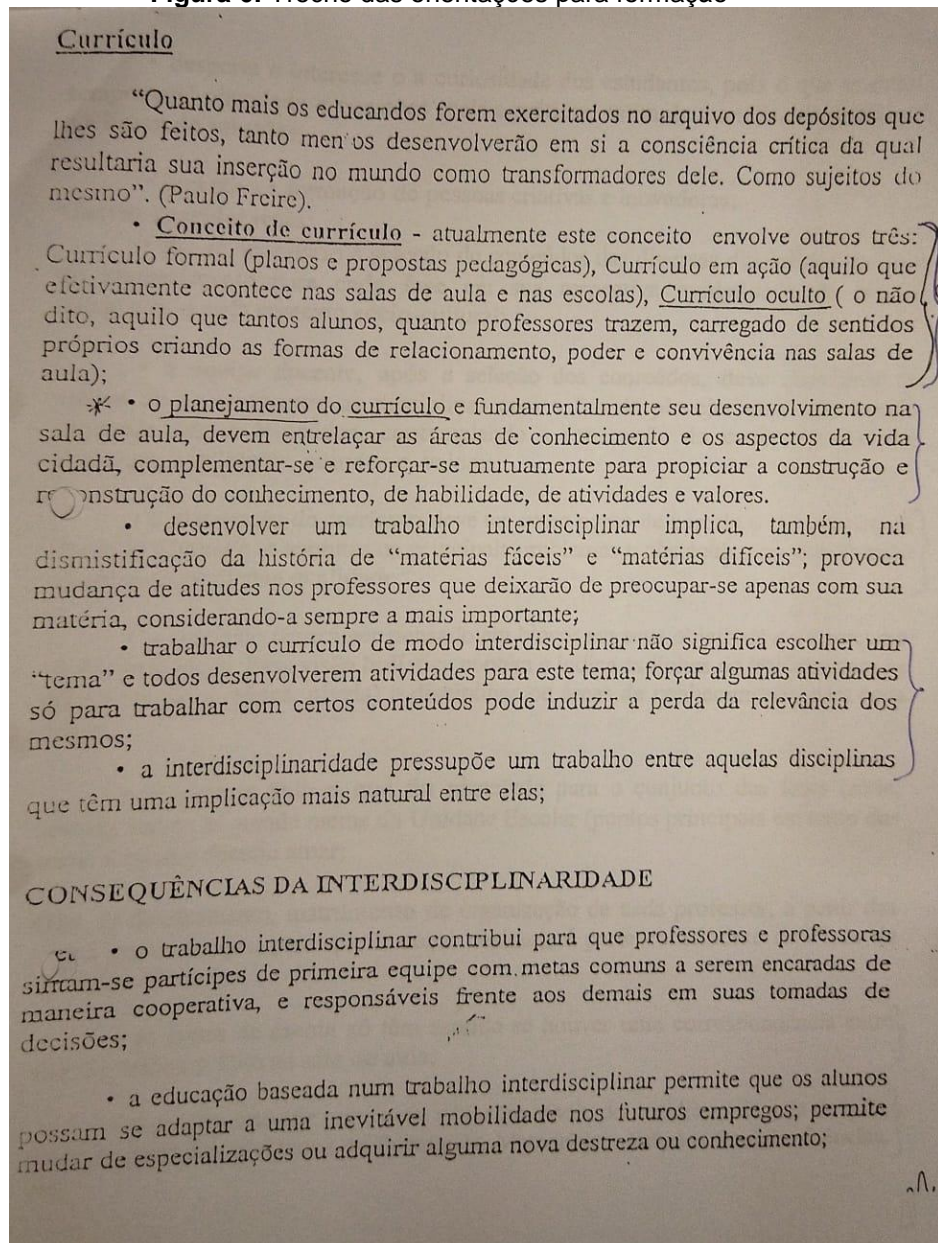 Currículo
“Quanto mais os educandos forem exercitados no arquivo dos depósitos que
lhes são feitos, tanto menos desenvolverão em si a consciência crítica da qual
resultaria sua inserção no mundo como transformadores dele. Como sujeitos do
mesmo”. (Paulo Freire).
• Conceito de currículo - atualmente este conceito envolve outros três:
Currículo formal (planos e propostas pedagógicas), Currículo em ação (aquilo que
efetivamente acontece nas salas de aula e nas escolas), Currículo oculto ( o não
dito, aquilo que tantos alunos, quanto professores trazem, carregado de sentidos
próprios criando as formas de relacionamento, poder e convivência nas salas de
aula);
• o planejamento do currículo e fundamentalmente seu desenvolvimento na
sala de aula, devem entrelaçar as áreas de conhecimento e os aspectos da vida
cidadã, complementar-se e reforçar-se mutuamente para propiciar a construção e
reconstrução do conhecimento, de habilidade, de atividades e valores.
• desenvolver um trabalho interdisciplinar implica, também, na
dismistificação da história de “matérias fáceis” e “matérias difíceis”; provoca
mudança de atitudes nos professores que deixarão de preocupar-se apenas com sua
matéria, considerando-a sempre a mais importante;
• trabalhar o currículo de modo interdisciplinar não significa escolher um
“tema” e todos desenvolverem atividades para este tema; forçar algumas atividades
só para trabalhar com certos conteúdos pode induzir a perda da relevância dos
mesmos;
• a interdisciplinaridade pressupõe um trabalho entre aquelas disciplinas
que têm uma implicação mais natural entre elas;
CONSEQUÊNCIAS DA INTERDISCIPLINARIDADE
• o trabalho interdisciplinar contribui para que professores e professoras
sintam-se partícipes de primeira equipe com metas comuns a serem encaradas de
maneira cooperativa, e responsáveis frente aos demais em suas tomadas de
decisões;
• a educação baseada num trabalho interdisciplinar permite que os alunos
possam se adaptar a uma inevitável mobilidade nos futuros empregos; permite
mudar de especializações ou adquirir alguma nova destreza ou conhecimento;